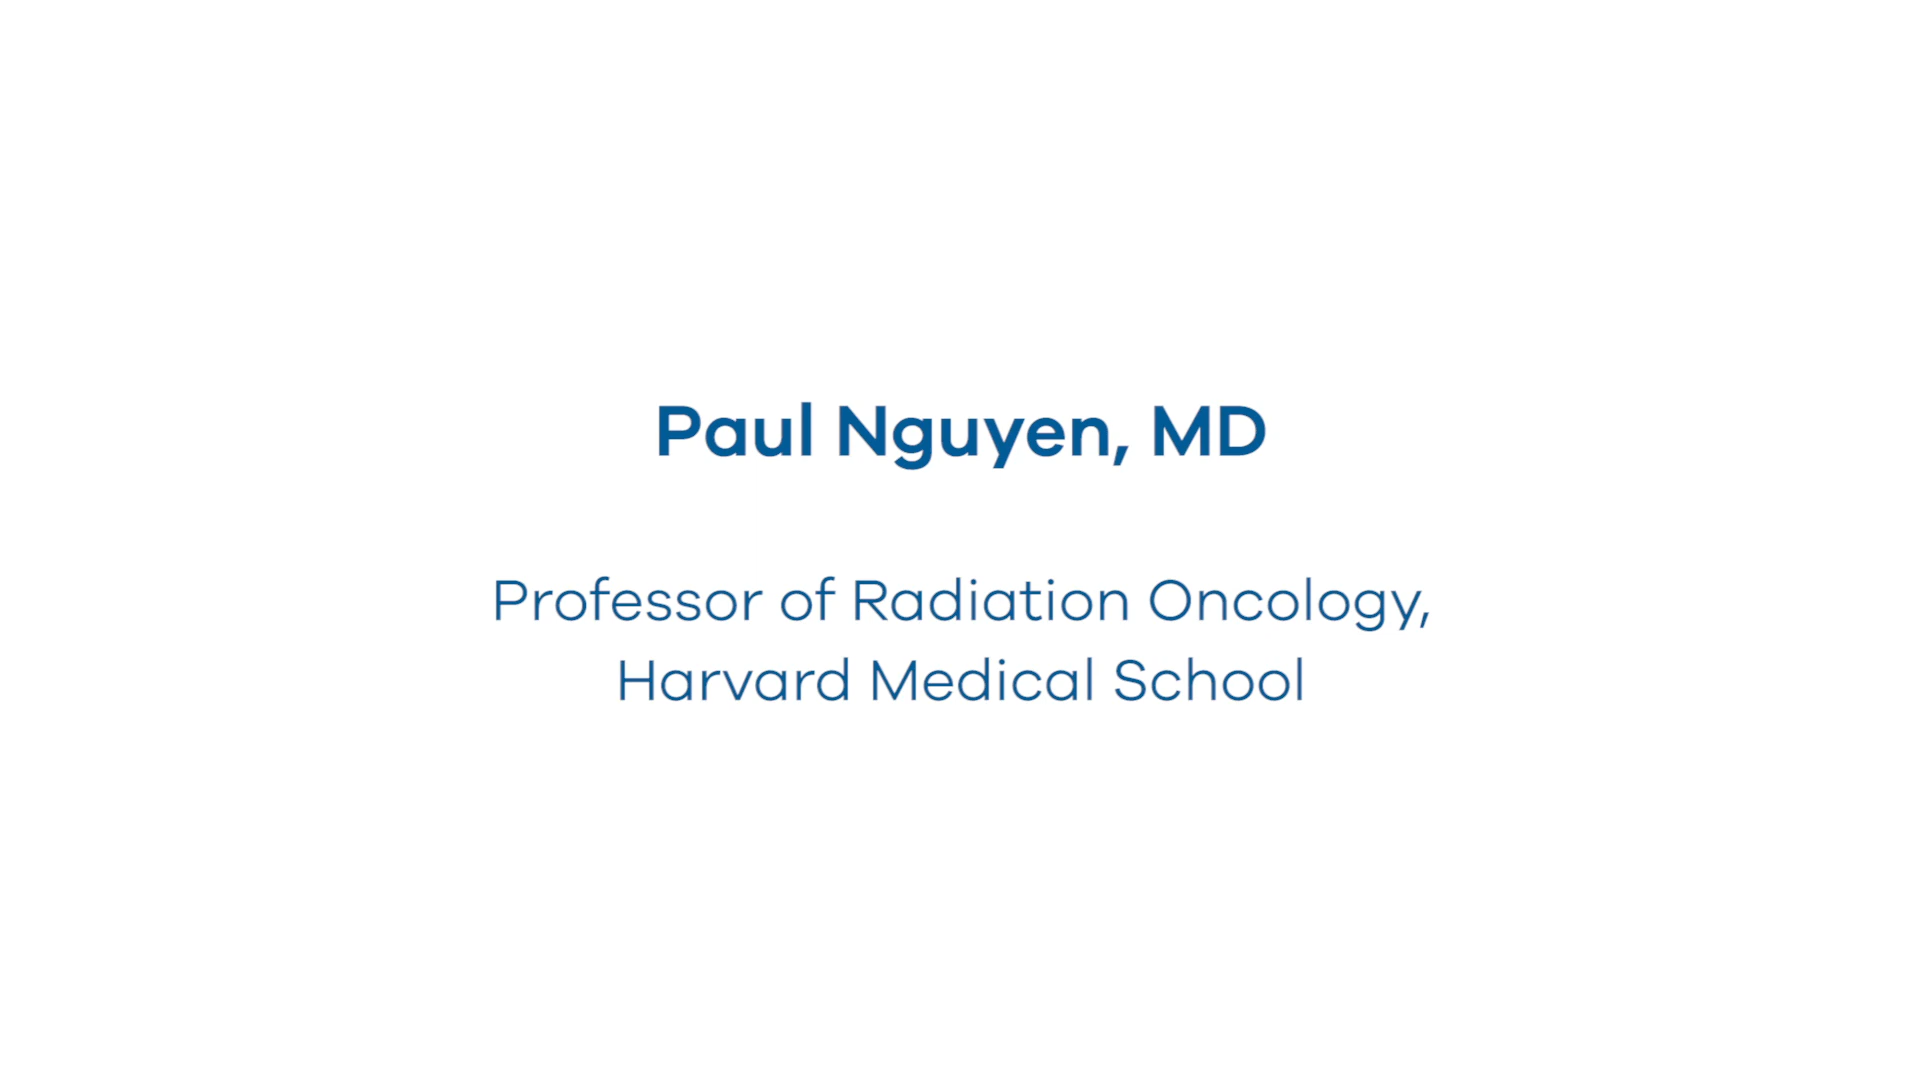 Paul Nguyen, MD
Professor of Radiation Oncology,
Harvard Medical School